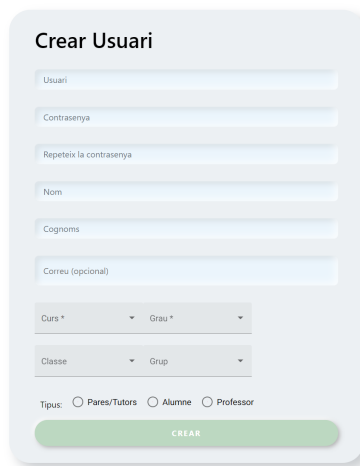 Crear Usuari
Usuari
Contrasenya
Repeteix la contrasenya
Nom
Cognoms
Correu (opcional)
Curs * Grau *
Classe Grup
Tipus: Pares/Tutors Alumne Professor
CREAR